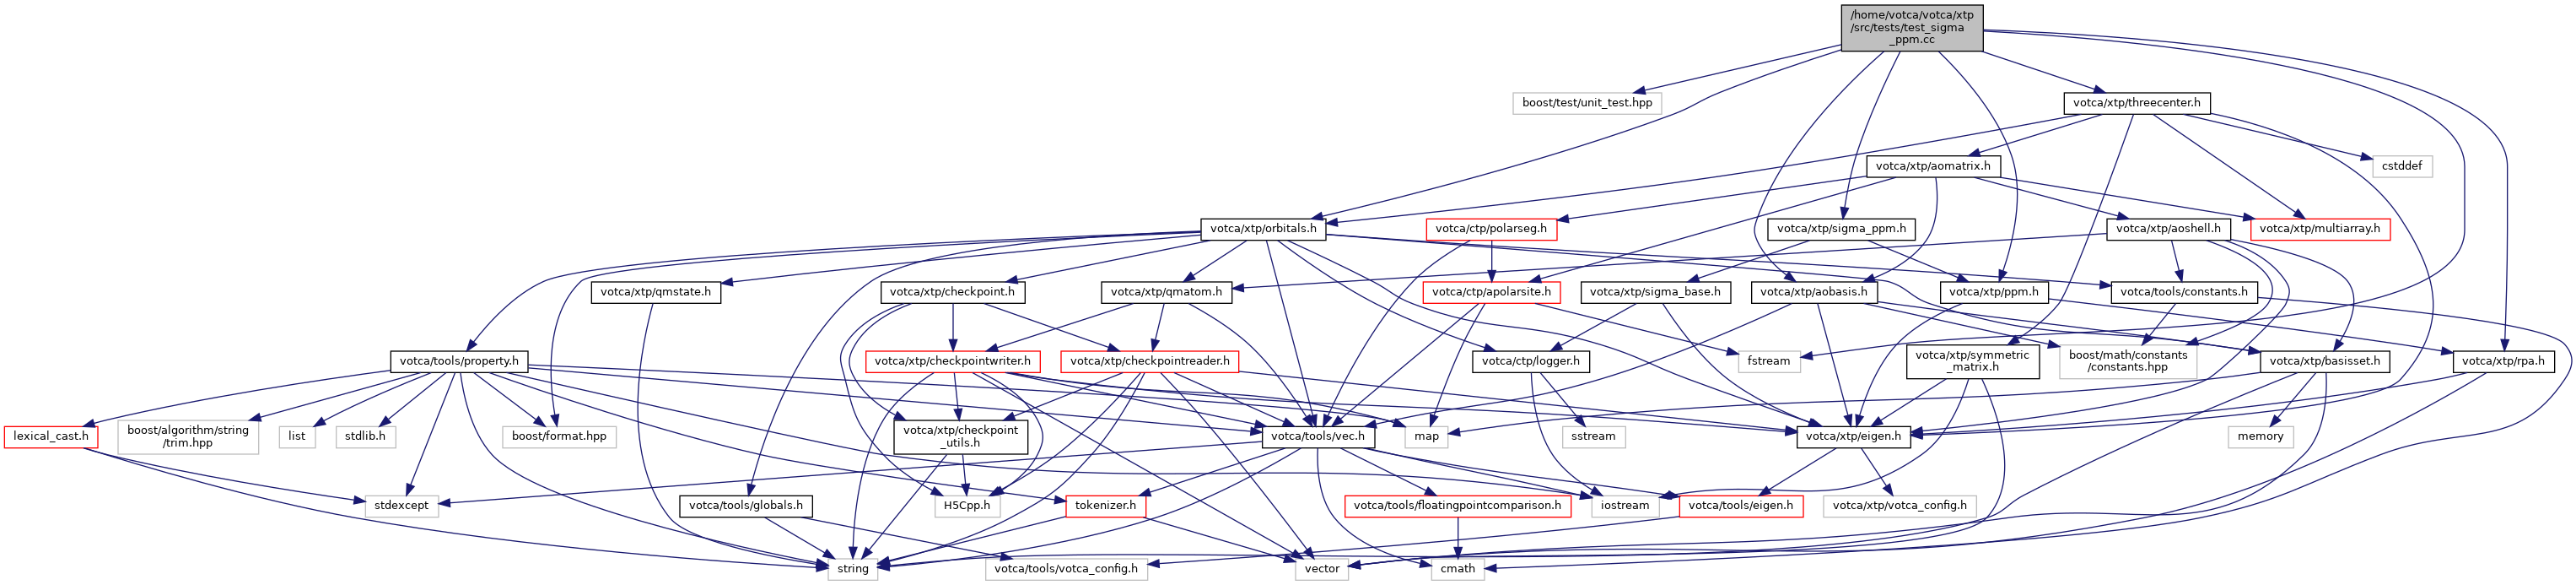 /home/votca/votca/xtp
/src/tests/test_sigma
_ppm.cc
boost/test/unit_test.hpp
votca/xtp/threecenter.h
votca/xtp/aomatrix.h
cstddef
votca/xtp/orbitals.h
votca/ctp/polarseg.h
votca/xtp/sigma_ppm.h
votca/xtp/aoshell.h
votca/xtp/multiarray.h
votca/xtp/qmstate.h
votca/xtp/checkpoint.h
votca/xtp/qmatom.h
votca/ctp/apolarsite.h
votca/xtp/sigma_base.h
votca/xtp/aobasis.h
votca/xtp/ppm.h
votca/tools/constants.h
votca/tools/property.h
votca/xtp/checkpointwriter.h
votca/xtp/checkpointreader.h
votca/ctp/logger.h
fstream
votca/xtp/symmetric
_matrix.h
boost/math/constants
/constants.hpp
votca/xtp/basisset.h
votca/xtp/rpa.h
lexical_cast.h
boost/algorithm/string
/trim.hpp
list
stdlib.h
boost/format.hpp
votca/xtp/checkpoint
_utils.h
votca/tools/vec.h
map
sstream
votca/xtp/eigen.h
memory
stdexcept
votca/tools/globals.h
H5Cpp.h
tokenizer.h
votca/tools/floatingpointcomparison.h
iostream
votca/tools/eigen.h
votca/xtp/votca_config.h
string
votca/tools/votca_config.h
vector
cmath